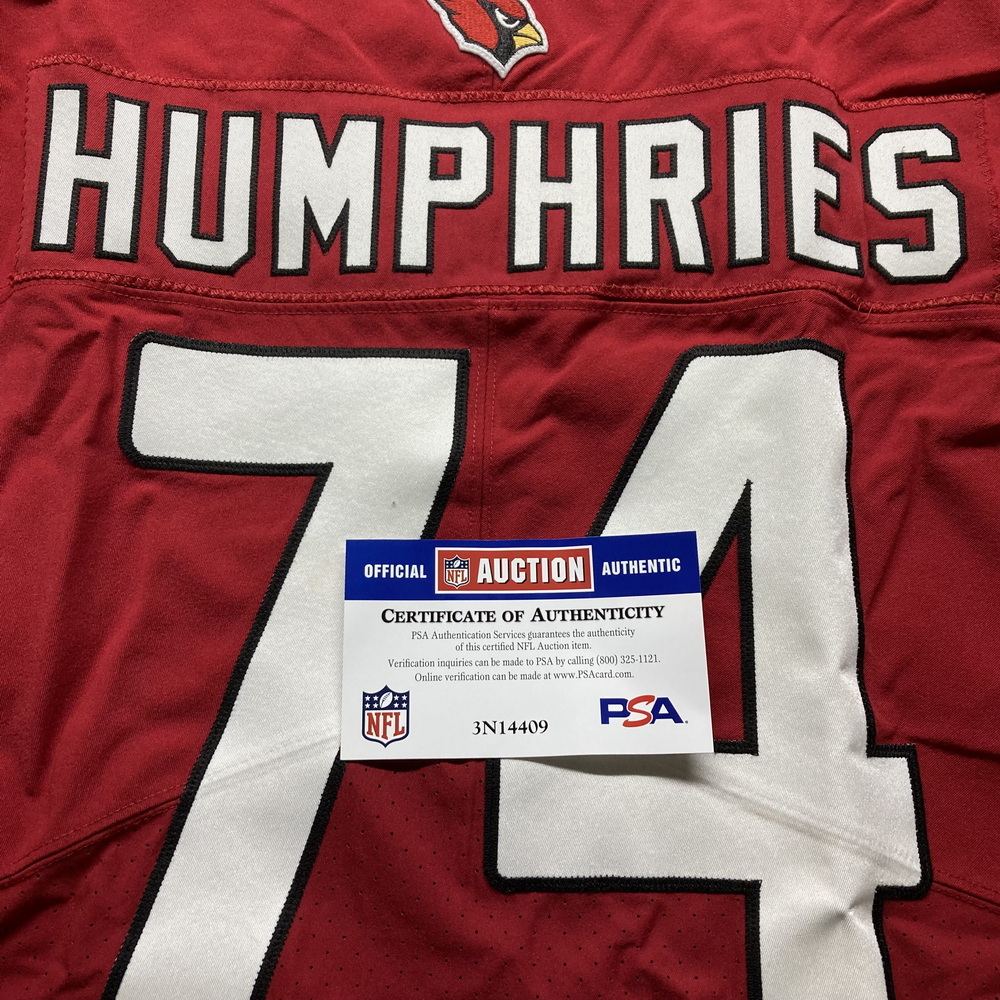 HUMPHRIES
74
OFFICIAL NFL AUCTION AUTHENTIC
CERTIFICATE OF AUTHENTICITY
PSA Authentication Services guarantees the authenticity
of this certified NFL Auction item.
Verification inquiries can be made to PSA by calling (800) 325-1121.
Online verification can be made at www.PSAcard.com.
NFL 3N14409 PSA